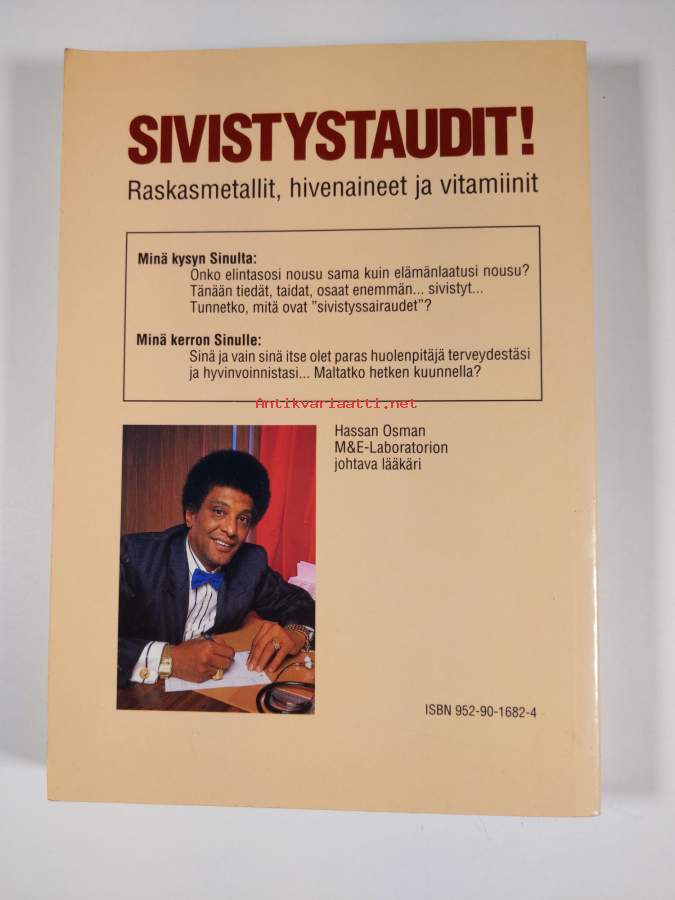 SIVISTYSTAUDIT!
Raskasmetallit, hivenaineet ja vitamiinit
Minä kysyn Sinulta:
Onko elintasosi nousu sama kuin elämänlaatusi nousu?
Tänään tiedät, taidat, osaat enemmän... sivistyt...
Tunnetko, mitä ovat ”sivistyssairaudet”?
Minä kerron Sinulle:
Sinä ja vain sinä itse olet paras huolenpitäjä terveydestäsi
ja hyvinvoinnistasi... Maltatko hetken kuunnella?
Antikvariaatti.net
Hassan Osman
M&E-Laboratorion
johtava lääkäri
ISBN 952-90-1682-4